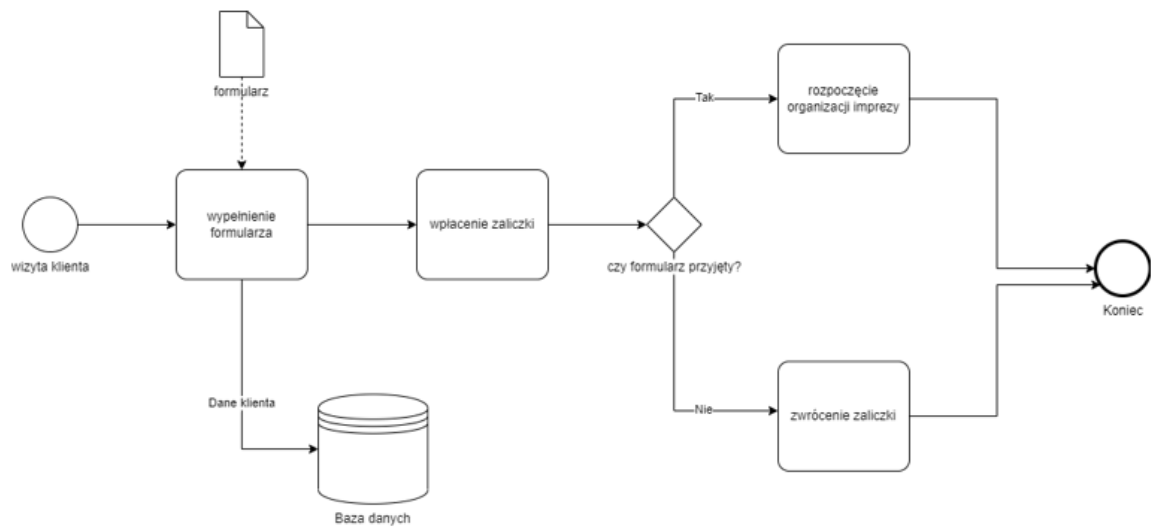 formularz
wizyta klienta
wypełnienie
formularza
wpłacenie zaliczki
czy formularz przyjęty?
Tak
rozpoczęcie
organizacji imprezy
Nie
zwrócenie zaliczki
Koniec
Dane klienta
Baza danych